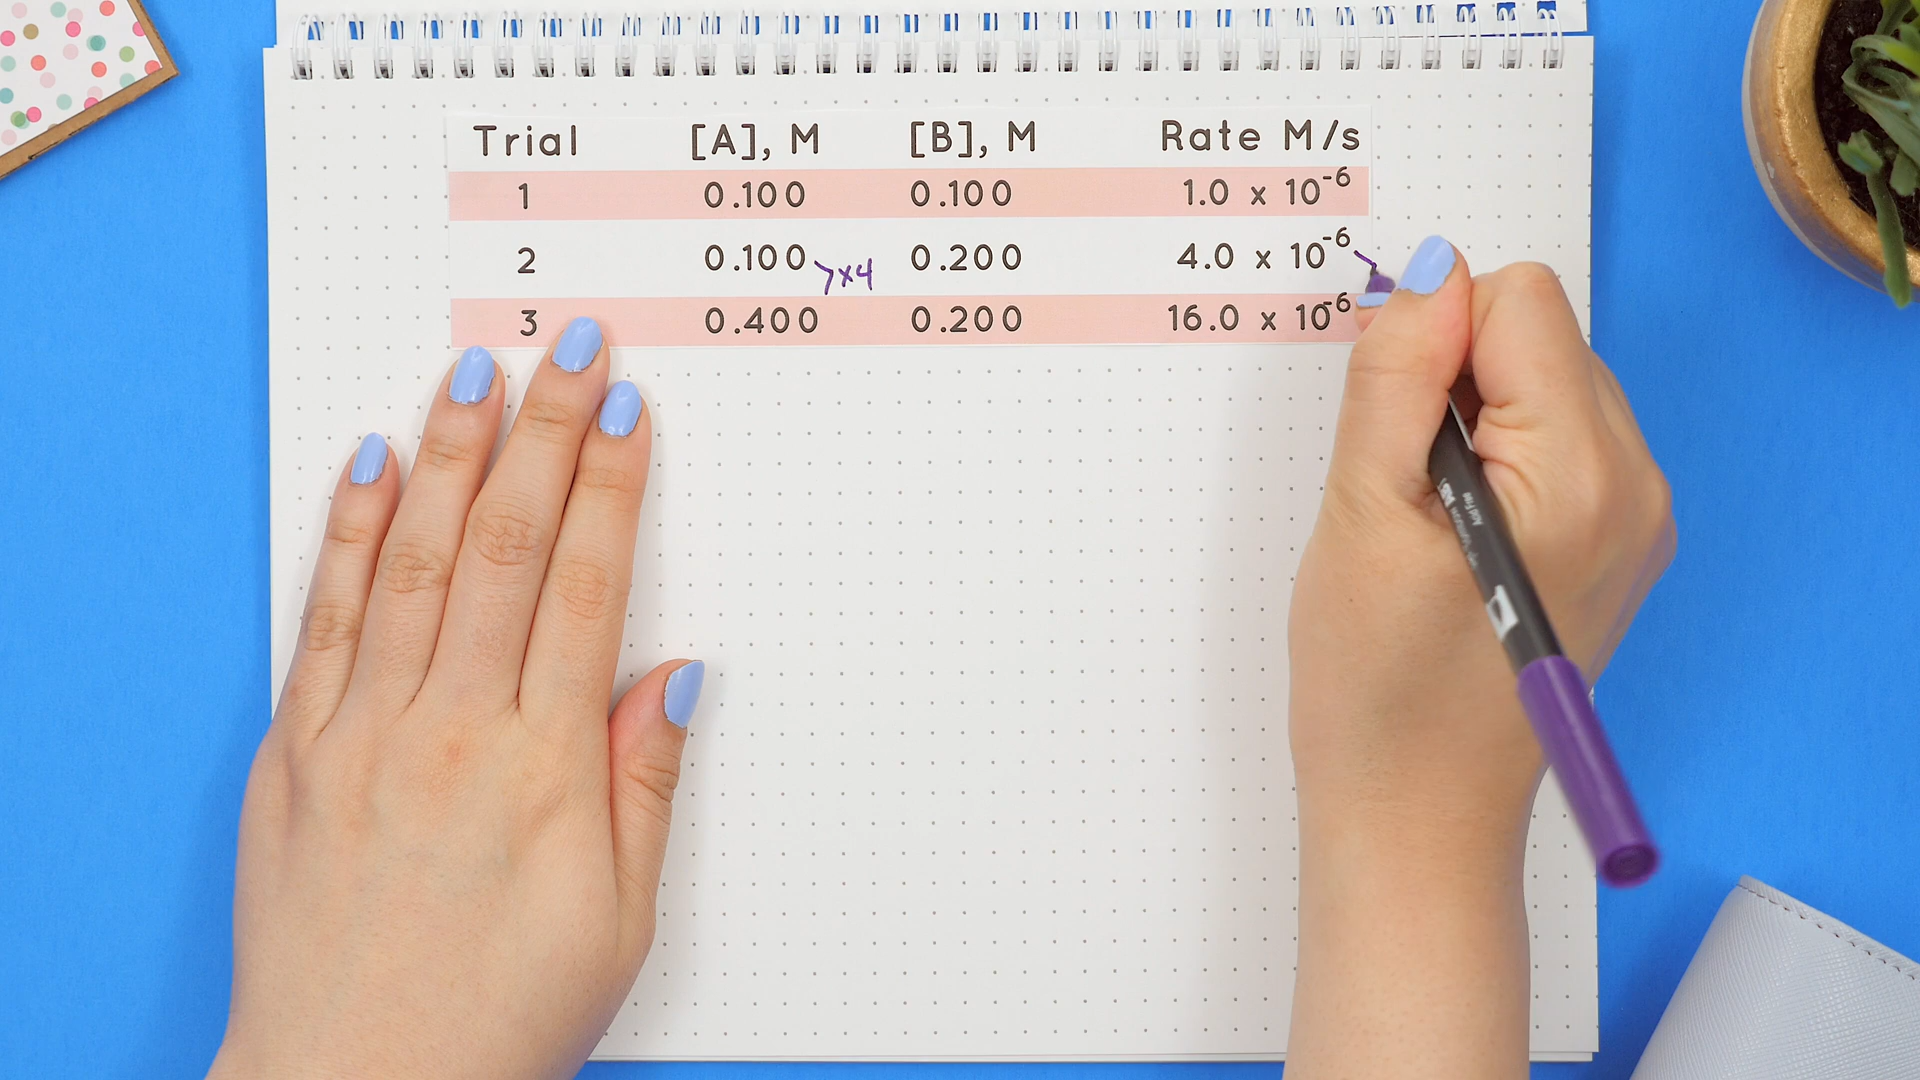 Trial [A], M [B], M Rate M/s
1 0.100 0.100 1.0 x 10⁻⁶
2 0.100 0.200 4.0 x 10⁻⁶
>x4
3 0.400 0.200 16.0 x 10⁻⁶